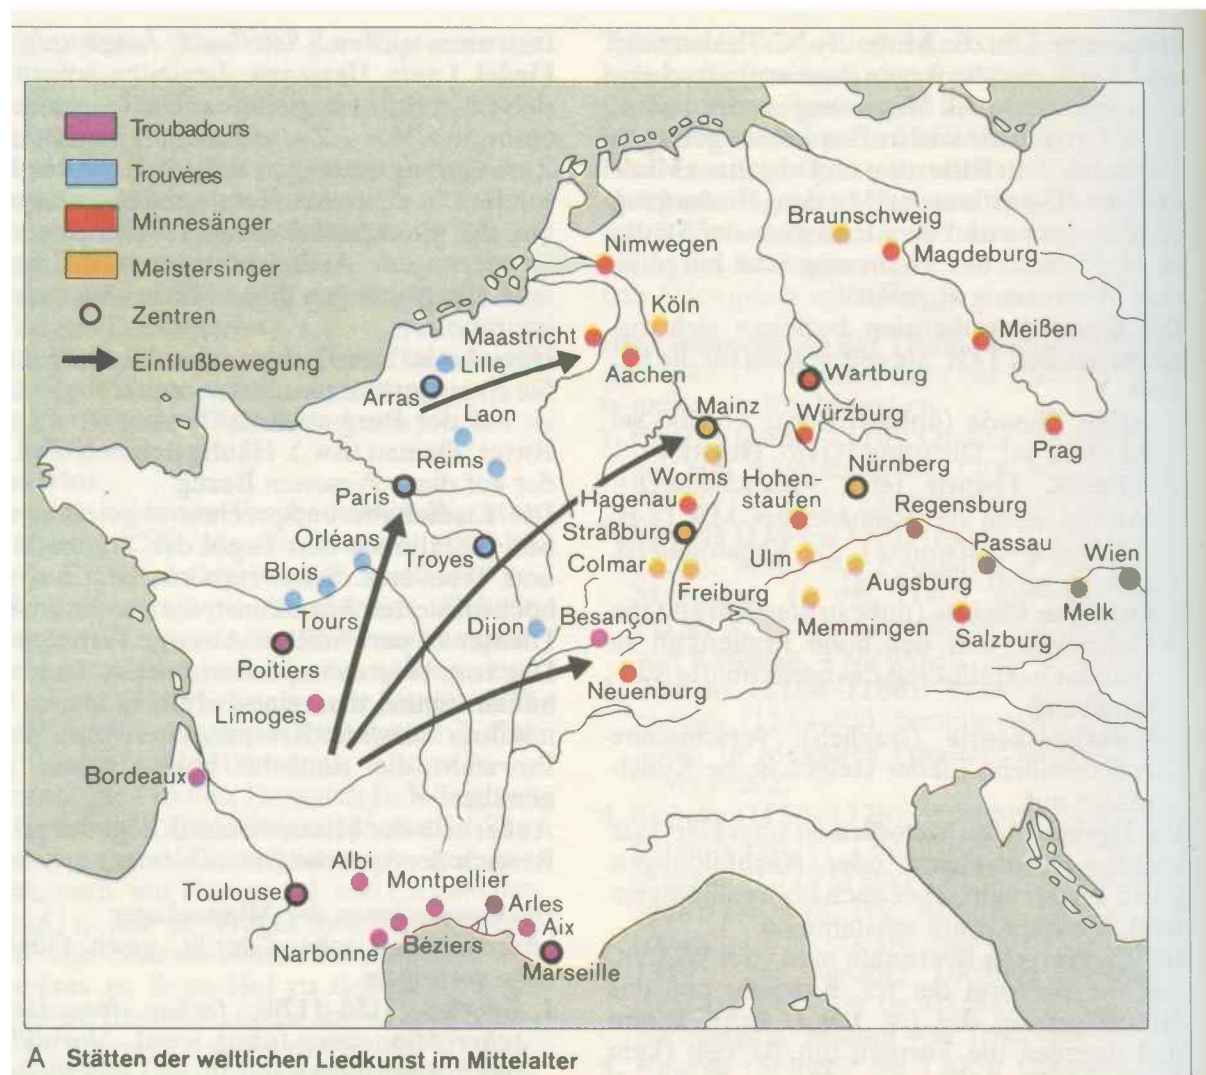 Troubadours
Trouvères
Minnesänger
Meistersinger
Zentren
Einflußbewegung
Braunschweig
Magdeburg
Nimwegen
Köln
Maastricht
Aachen
Meißen
Lille
Arras
Laon
Reims
Paris
Wartburg
Mainz
Würzburg
Prag
Worms
Nürnberg
Hagenau
Hohen-
staufen
Regensburg
Straßburg
Orléans
Troyes
Passau
Wien
Blois
Colmar
Ulm
Tours
Freiburg
Augsburg
Melk
Dijon
Besançon
Memmingen
Salzburg
Poitiers
Neuenburg
Limoges
Bordeaux
Albi
Toulouse
Montpellier
Arles
Aix
Narbonne
Béziers
Marseille
A Stätten der weltlichen Liedkunst im Mittelalter